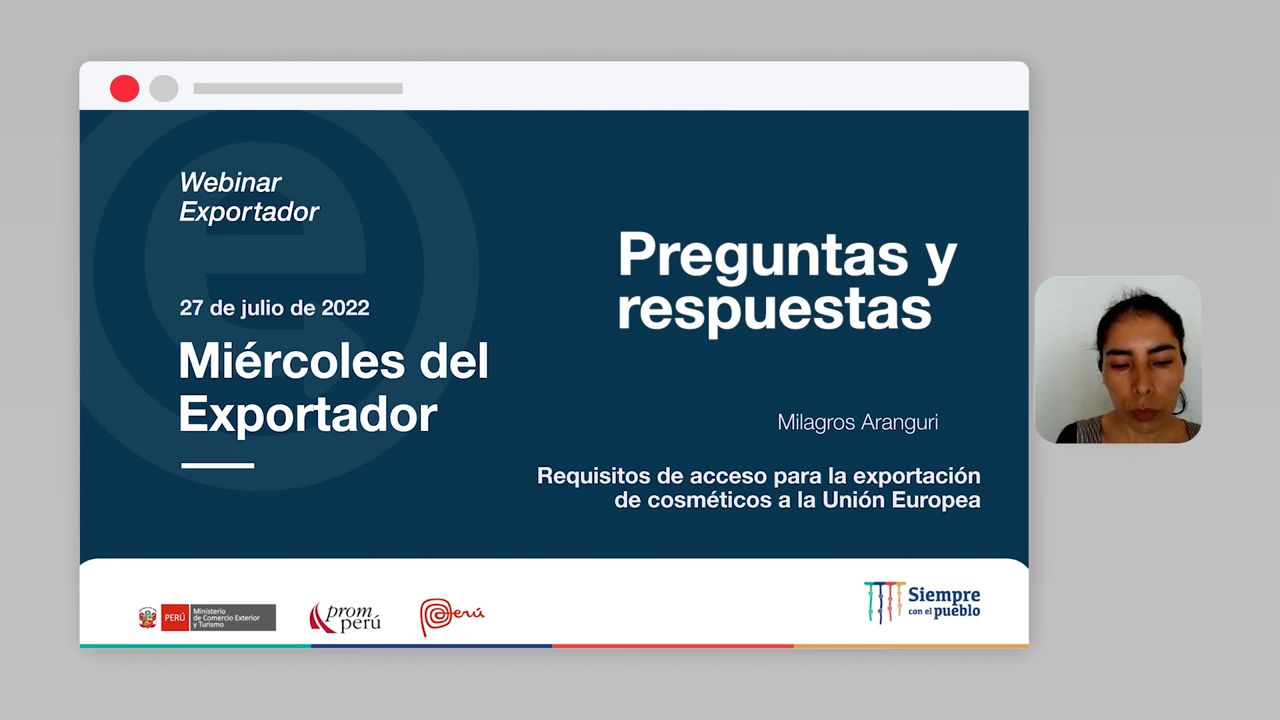 Webinar
Exportador
27 de julio de 2022
Miércoles del
Exportador
Preguntas y
respuestas
Milagros Aranguri
Requisitos de acceso para la exportación
de cosméticos a la Unión Europea
PERÚ
Ministerio
de Comercio Exterior
y Turismo
prom
perú
Perú
Siempre
con el pueblo